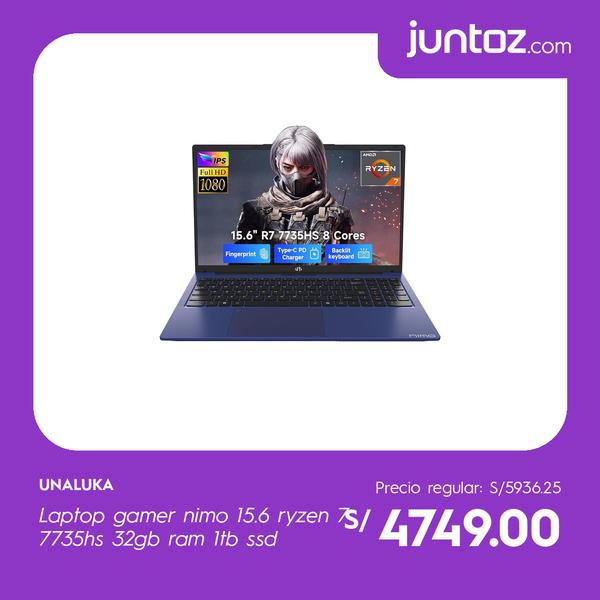 juntoz.com
IPS
Full HD
1080
AMD
RYZEN
7
15.6" R7 7735HS 8 Cores
Fingerprint
Type-C PD
Charger
Backlit
keyboard
NIMO
UNALUKA
Laptop gamer nimo 15.6 ryzen 7
7735hs 32gb ram 1tb ssd
Precio regular: S/5936.25
S/ 4749.00